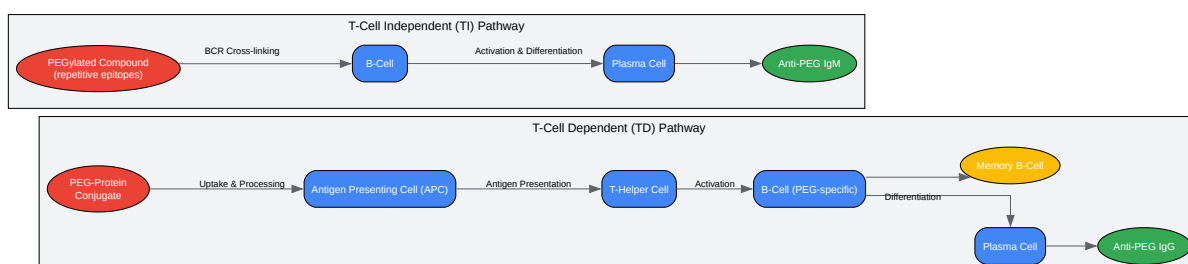 T-Cell Independent (TI) Pathway
PEGylated Compound
(repetitive epitopes)
BCR Cross-linking
B-Cell
Activation & Differentiation
Plasma Cell
Anti-PEG IgM
T-Cell Dependent (TD) Pathway
PEG-Protein
Conjugate
Uptake & Processing
Antigen Presenting Cell (APC)
Antigen Presentation
T-Helper Cell
Activation
B-Cell (PEG-specific)
Memory B-Cell
Differentiation
Plasma Cell
Anti-PEG IgG